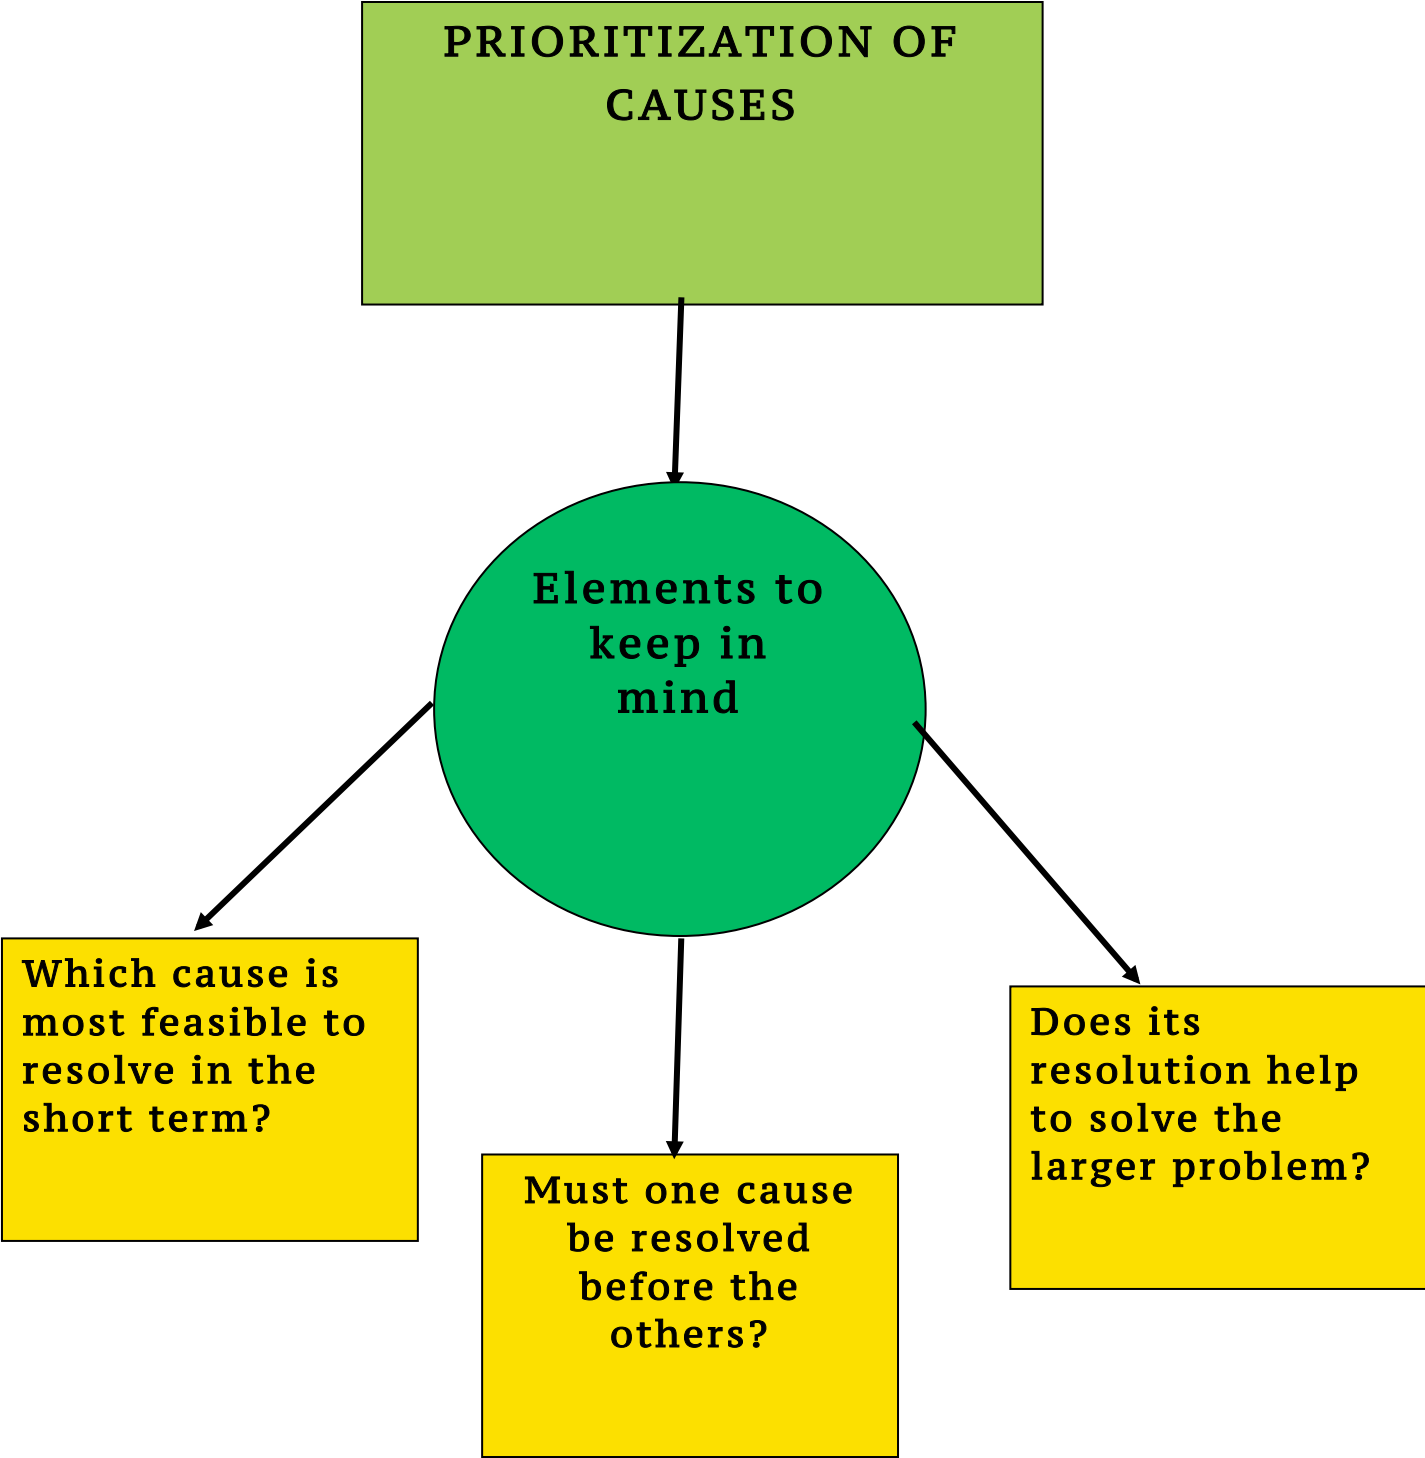 PRIORITIZATION OF
CAUSES
Elements to
keep in
mind
Which cause is
most feasible to
resolve in the
short term?
Must one cause
be resolved
before the
others?
Does its
resolution help
to solve the
larger problem?